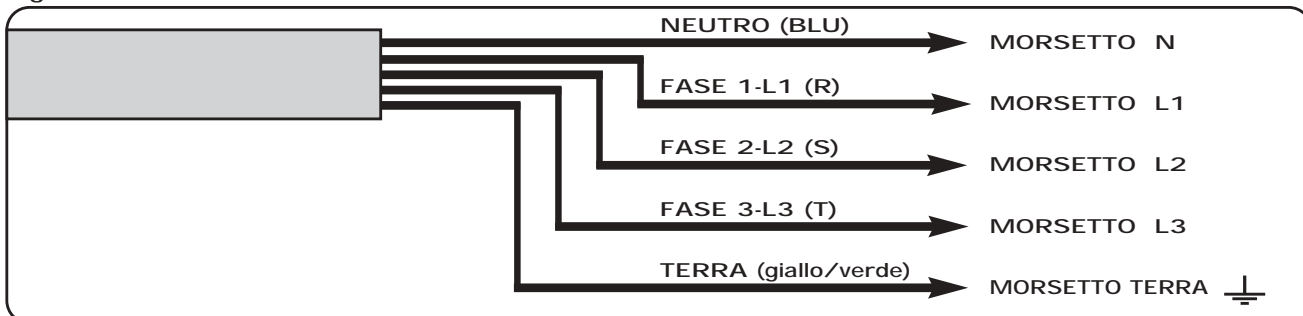 NEUTRO (BLU) MORSETTO N
FASE 1-L1 (R) MORSETTO L1
FASE 2-L2 (S) MORSETTO L2
FASE 3-L3 (T) MORSETTO L3
TERRA (giallo/verde) MORSETTO TERRA